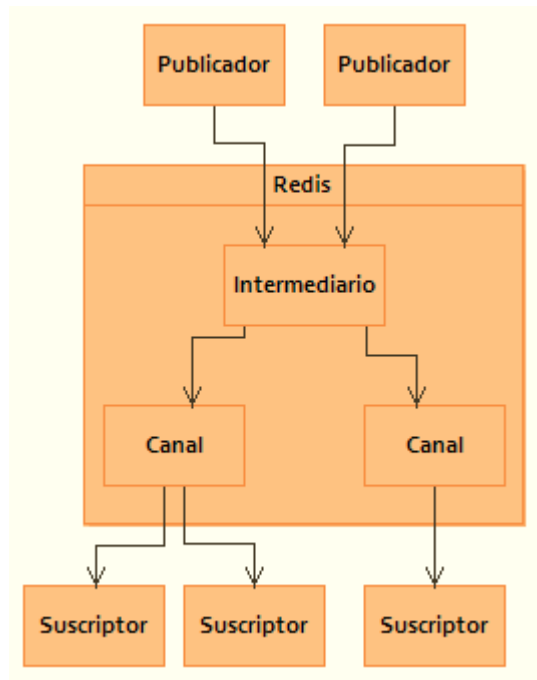 Publicador
Publicador
Redis
Intermediario
Canal
Canal
Suscriptor
Suscriptor
Suscriptor